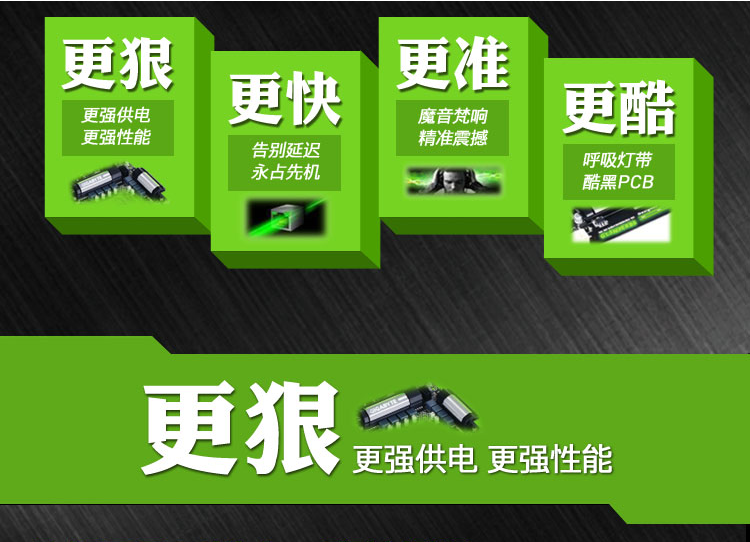 更狠
更强供电
更强性能
更快
告别延迟
永占先机
更准
魔音梵响
精准震撼
更酷
呼吸灯带
酷黑PCB
更狠
GIGABYTE
更强供电 更强性能